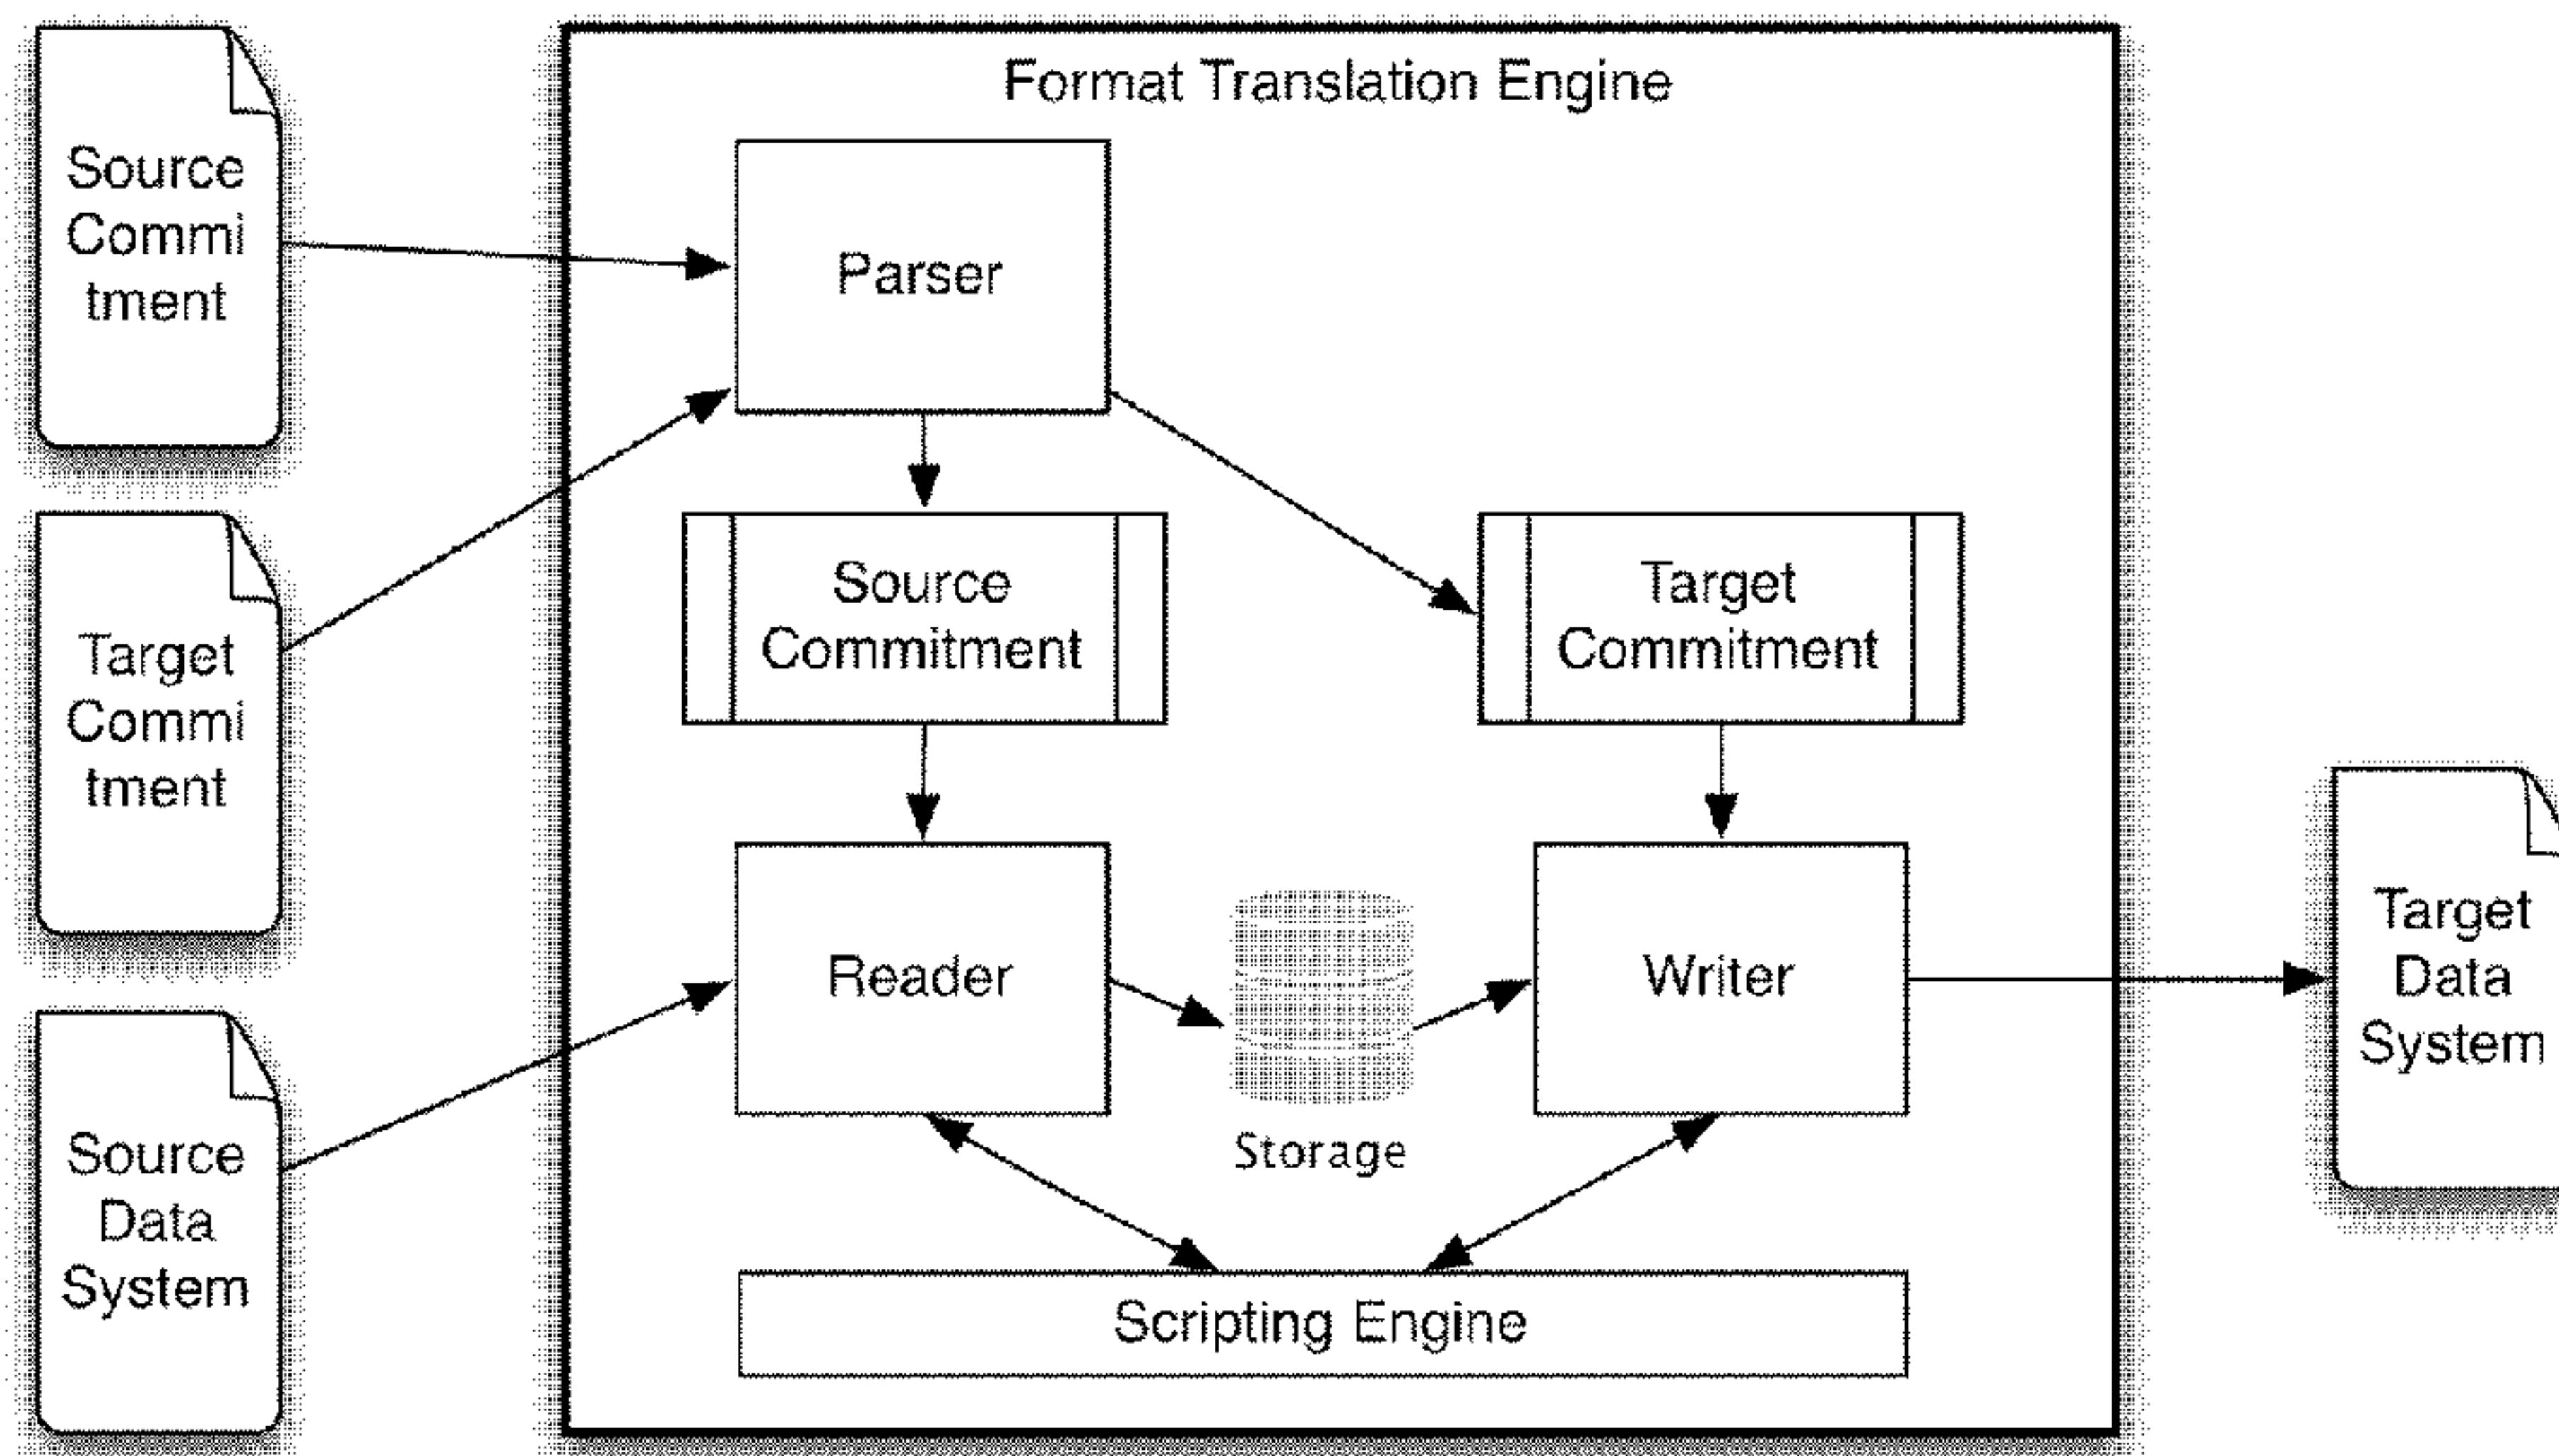 Format Translation Engine
Source
Commi
tment
Parser
Target
Commi
tment
Source
Commitment
Target
Commitment
Source
Data
System
Reader
Storage
Writer
Target
Data
System
Scripting Engine